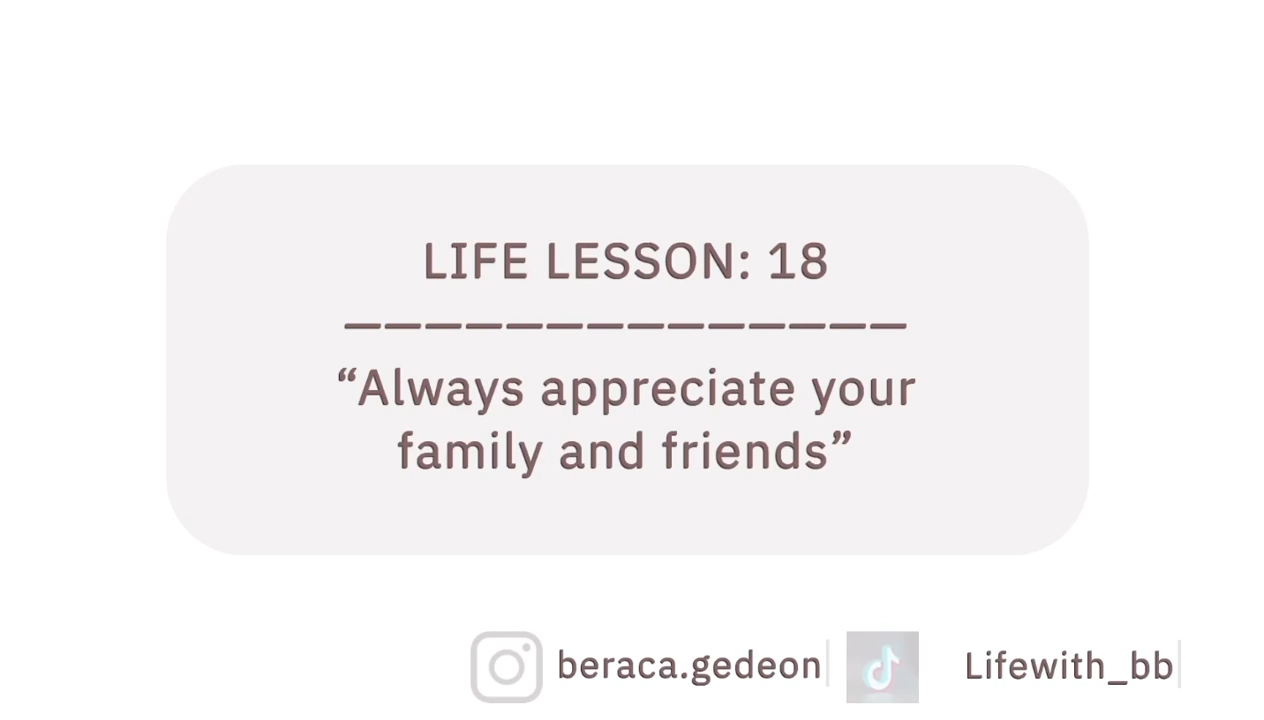 LIFE LESSON: 18
——————————————
“Always appreciate your
family and friends”
beraca.gedeon
Lifewith_bb